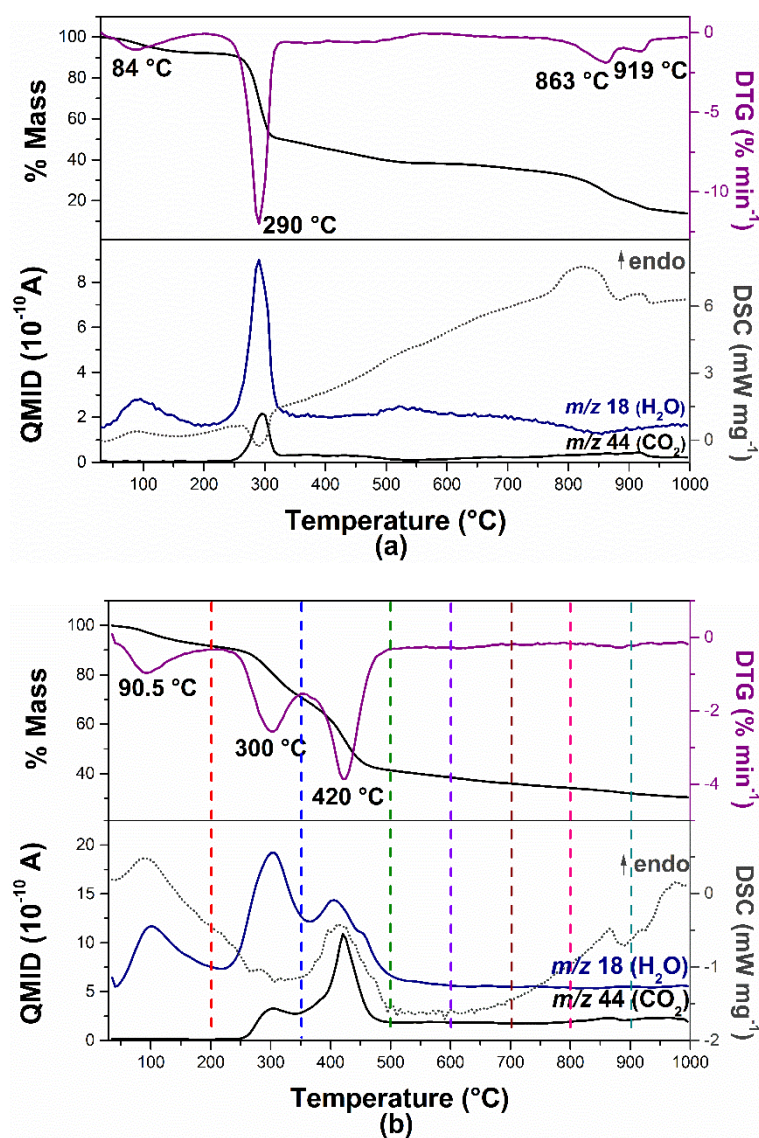 % Mass
100
80
60
40
20
84 °C
290 °C
863 °C
919 °C
0
-5
-10
DTG (% min-1)
QMID (10-10 A)
8
6
4
2
0
↑endo
m/z 18 (H2O)
m/z 44 (CO2)
6
3
0
DSC (mW mg-1)
100 200 300 400 500 600 700 800 900 1000
Temperature (°C)
(a)
% Mass
100
80
60
40
90.5 °C
300 °C
420 °C
0
-2
-4
DTG (% min-1)
QMID (10-10 A)
20
15
10
5
0
↑endo
m/z 18 (H2O)
m/z 44 (CO2)
0
-1
-2
DSC (mW mg-1)
100 200 300 400 500 600 700 800 900 1000
Temperature (°C)
(b)